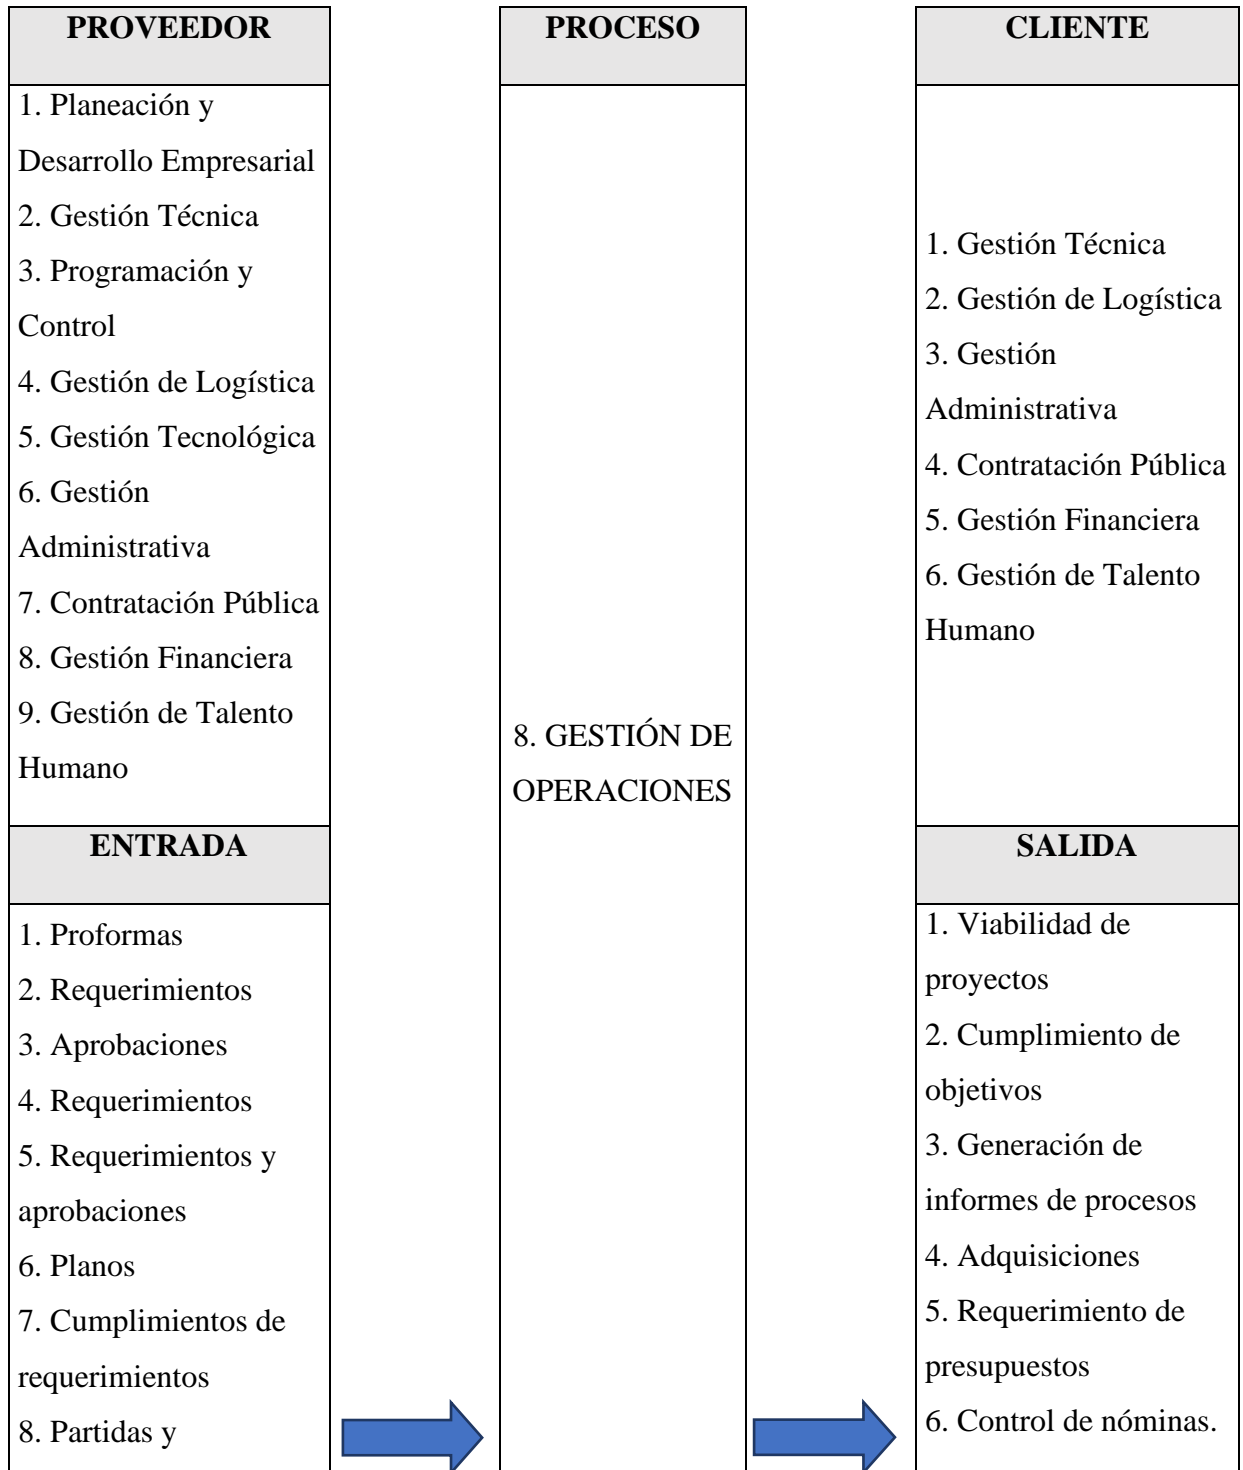 PROVEEDOR
1. Planeación y
Desarrollo Empresarial
2. Gestión Técnica
3. Programación y
Control
4. Gestión de Logística
5. Gestión Tecnológica
6. Gestión
Administrativa
7. Contratación Pública
8. Gestión Financiera
9. Gestión de Talento
Humano
ENTRADA
1. Proformas
2. Requerimientos
3. Aprobaciones
4. Requerimientos
5. Requerimientos y
aprobaciones
6. Planos
7. Cumplimientos de
requerimientos
8. Partidas y
PROCESO
8. GESTIÓN DE
OPERACIONES
CLIENTE
1. Gestión Técnica
2. Gestión de Logística
3. Gestión
Administrativa
4. Contratación Pública
5. Gestión Financiera
6. Gestión de Talento
Humano
SALIDA
1. Viabilidad de
proyectos
2. Cumplimiento de
objetivos
3. Generación de
informes de procesos
4. Adquisiciones
5. Requerimiento de
presupuestos
6. Control de nóminas.